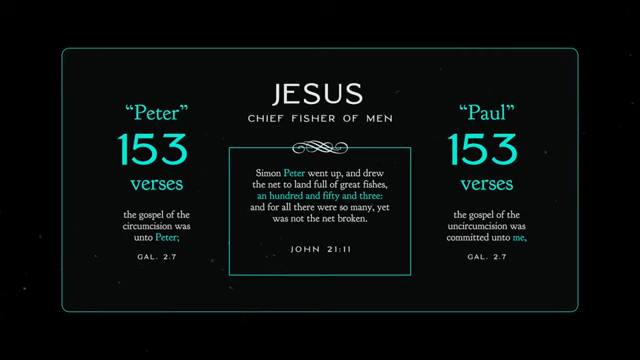 JESUS
CHIEF FISHER OF MEN
“Peter”
153
verses
the gospel of the
circumcision was
unto Peter;
GAL. 2.7
Simon Peter went up, and drew
the net to land full of great fishes,
an hundred and fifty and three:
and for all there were so many, yet
was not the net broken.
JOHN 21:11
“Paul”
153
verses
the gospel of the
uncircumcision was
committed unto me,
GAL. 2.7